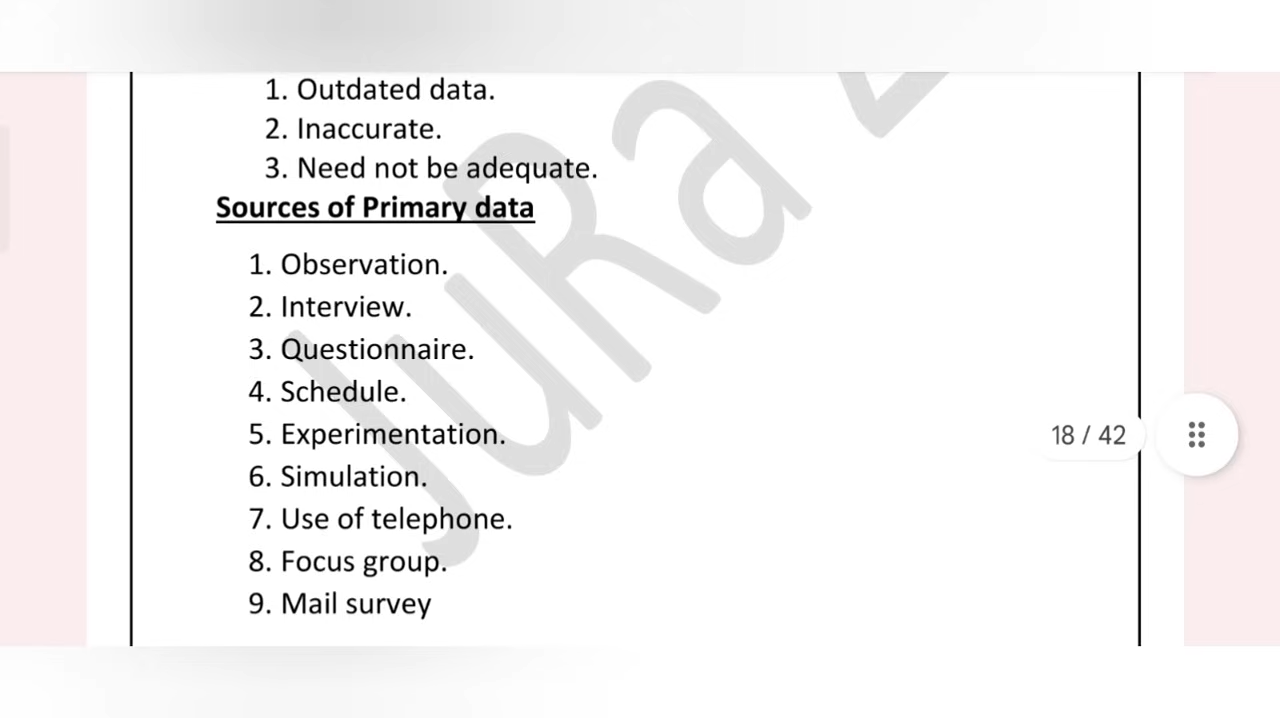 1. Outdated data.
2. Inaccurate.
3. Need not be adequate.
Sources of Primary data
1. Observation.
2. Interview.
3. Questionnaire.
4. Schedule.
5. Experimentation.
6. Simulation.
7. Use of telephone.
8. Focus group.
9. Mail survey
18 / 42
JuRa